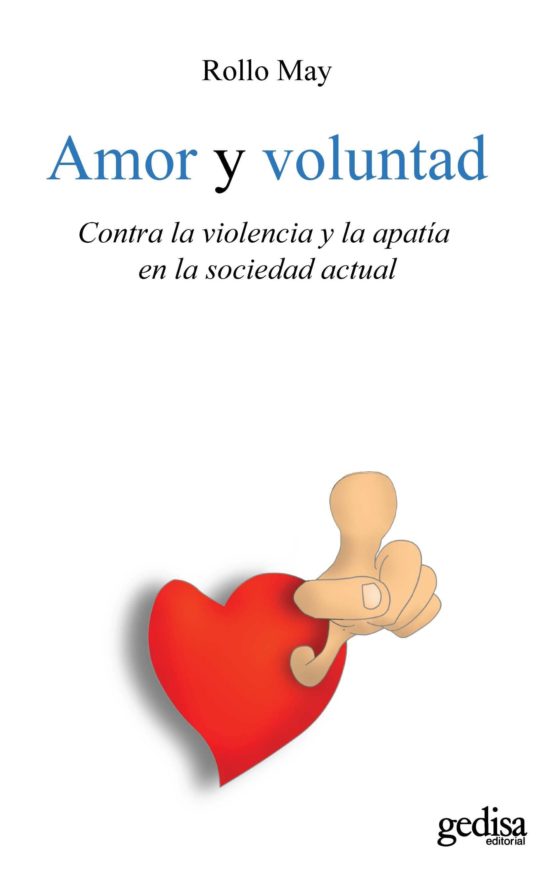 Rollo May
Amor y voluntad
Contra la violencia y la apatía
en la sociedad actual
gedisa
editorial